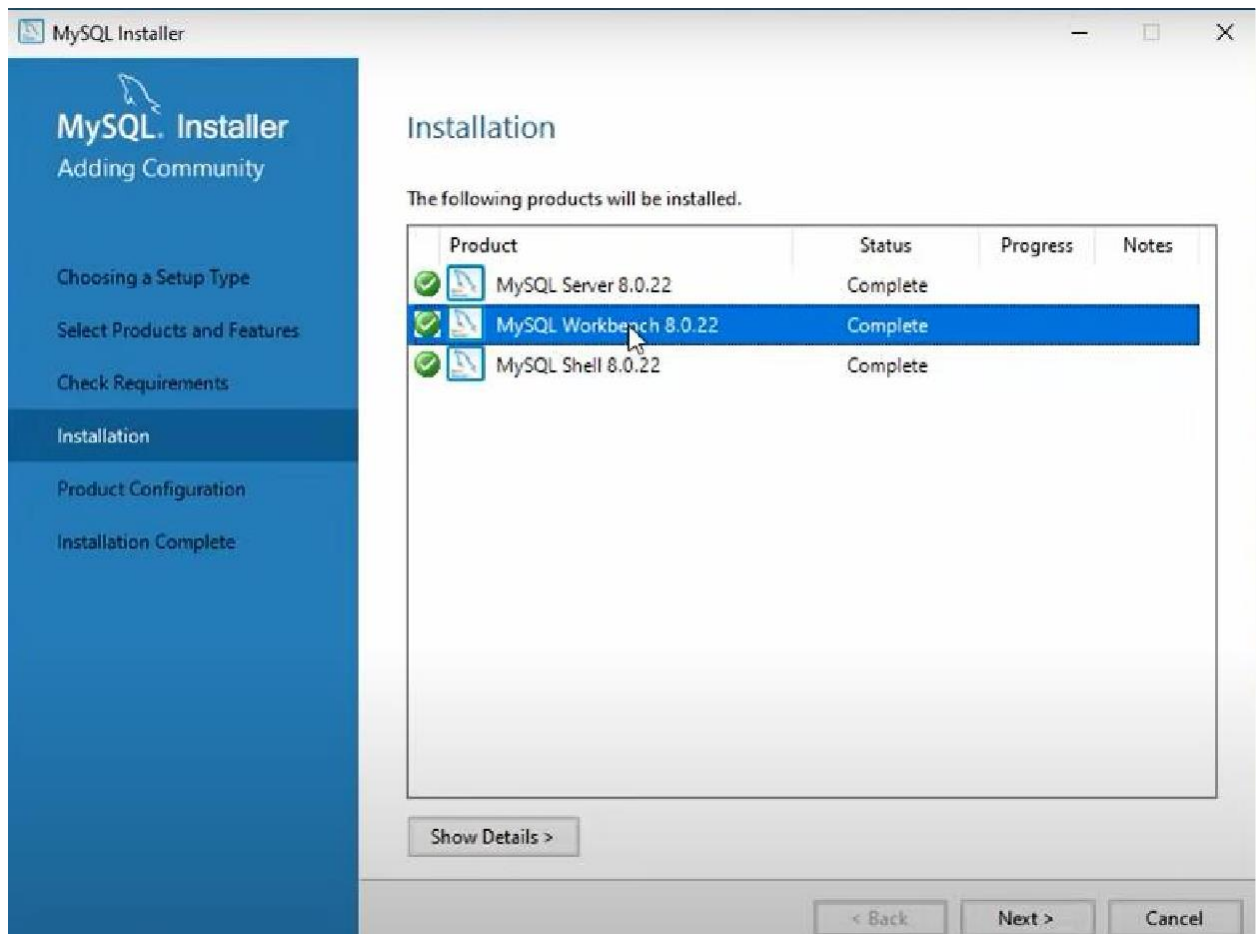 MySQL Installer
MySQL. Installer
Adding Community
Choosing a Setup Type
Select Products and Features
Check Requirements
Installation
Product Configuration
Installation Complete
Installation
The following products will be installed.
Product Status Progress Notes
MySQL Server 8.0.22 Complete
MySQL Workbench 8.0.22 Complete
MySQL Shell 8.0.22 Complete
Show Details >
< Back Next > Cancel